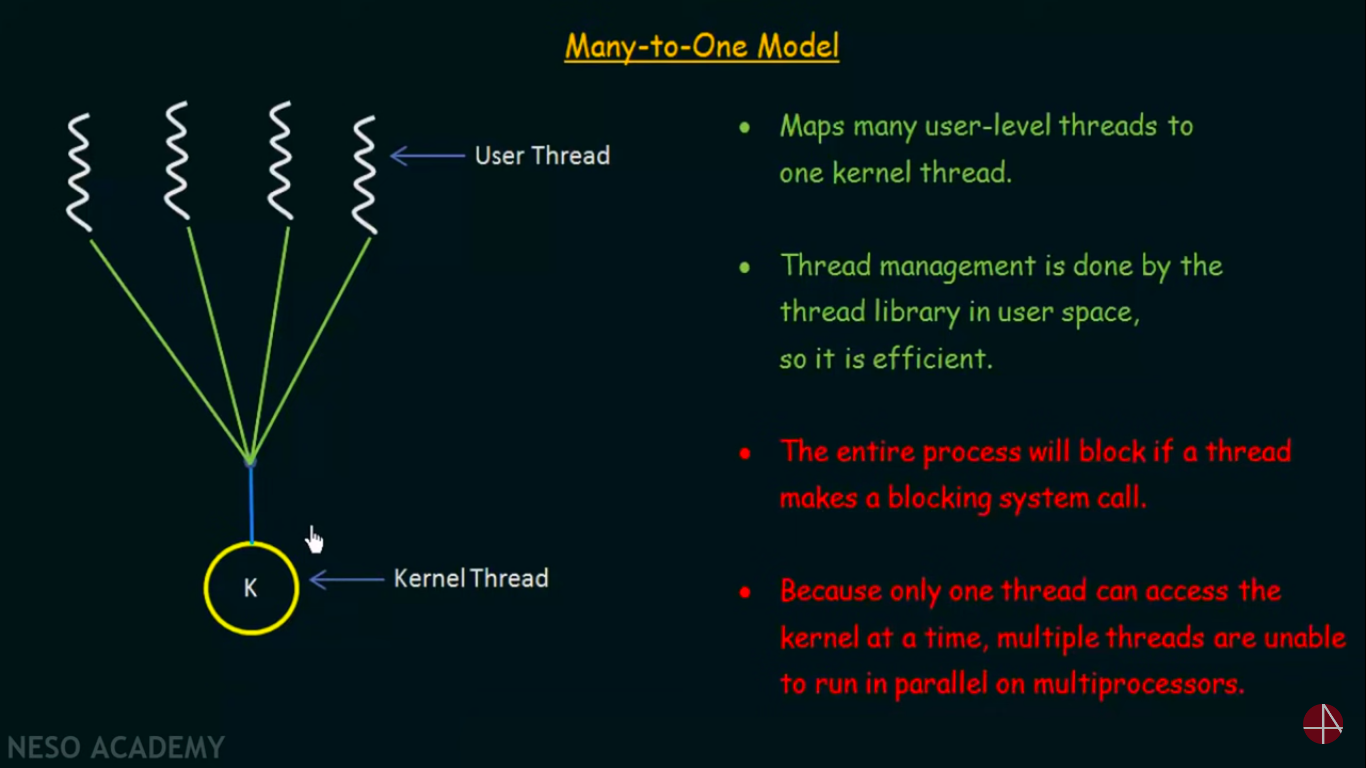 Many-to-One Model
User Thread
K
Kernel Thread
• Maps many user-level threads to
one kernel thread.
• Thread management is done by the
thread library in user space,
so it is efficient.
• The entire process will block if a thread
makes a blocking system call.
• Because only one thread can access the
kernel at a time, multiple threads are unable
to run in parallel on multiprocessors.
NESO ACADEMY